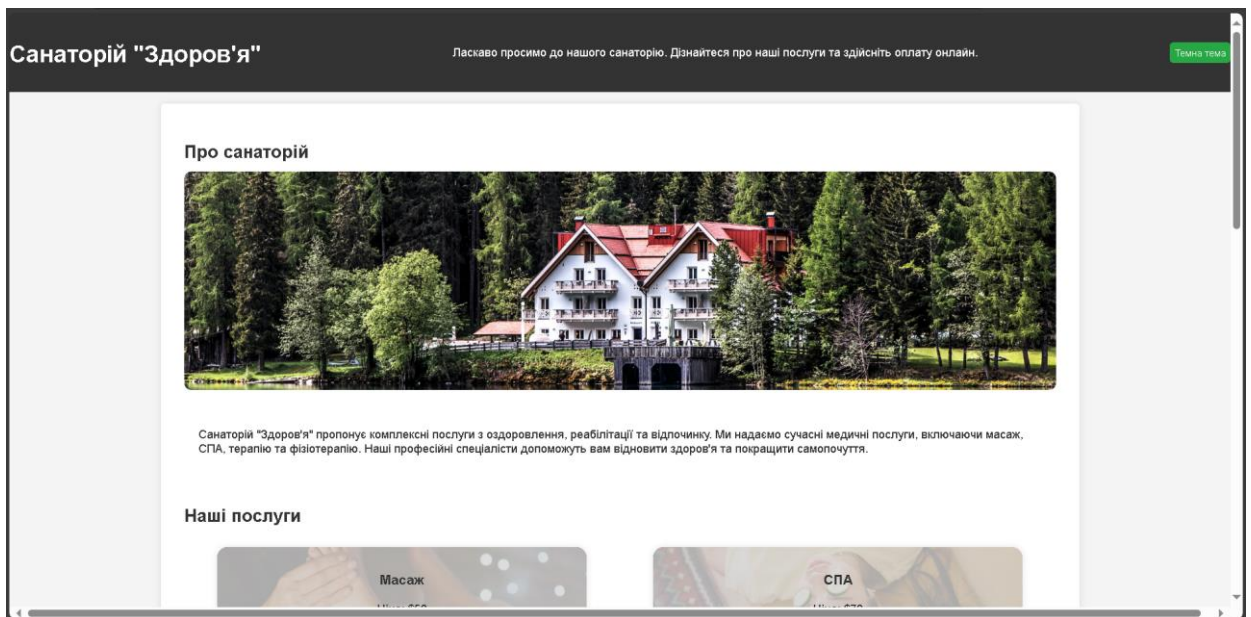 Санаторій "Здоров'я"
Ласкаво просимо до нашого санаторію. Дізнайтеся про наші послуги та здійсніть оплату онлайн.
Темна тема
Про санаторій
Санаторій "Здоров'я" пропонує комплексні послуги з оздоровлення, реабілітації та відпочинку. Ми надаємо сучасні медичні послуги, включаючи масаж,
СПА, терапію та фізіотерапію. Наші професійні спеціалісти допоможуть вам відновити здоров'я та покращити самопочуття.
Наші послуги
Масаж
СПА